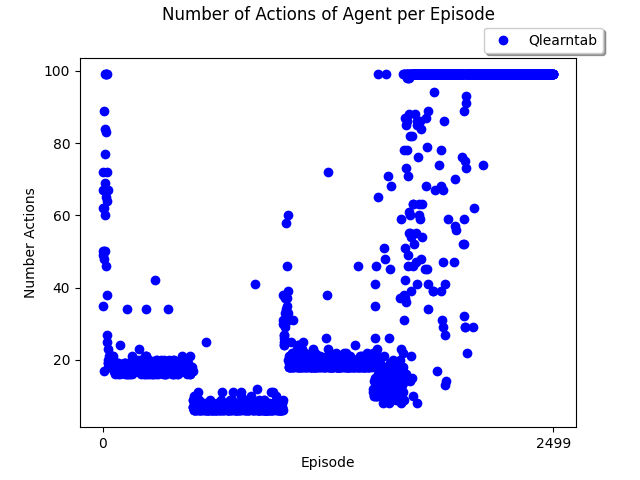 Number of Actions of Agent per Episode
Qlearntab
100
80
60
40
20
Number Actions
0
2499
Episode